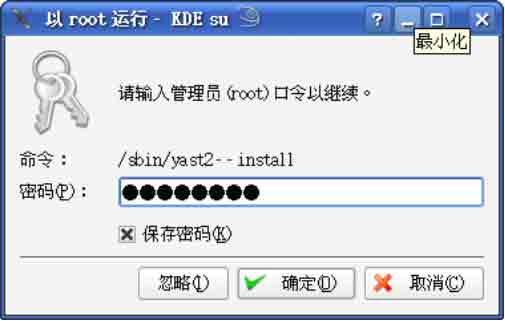 以 root 运行 - KDE su
最小化
请输入管理员 (root) 口令以继续。
命令： /sbin/yast2--install
密码(P)： ●●●●●●●●
保存密码(K)
忽略(I) 确定(O) 取消(C)